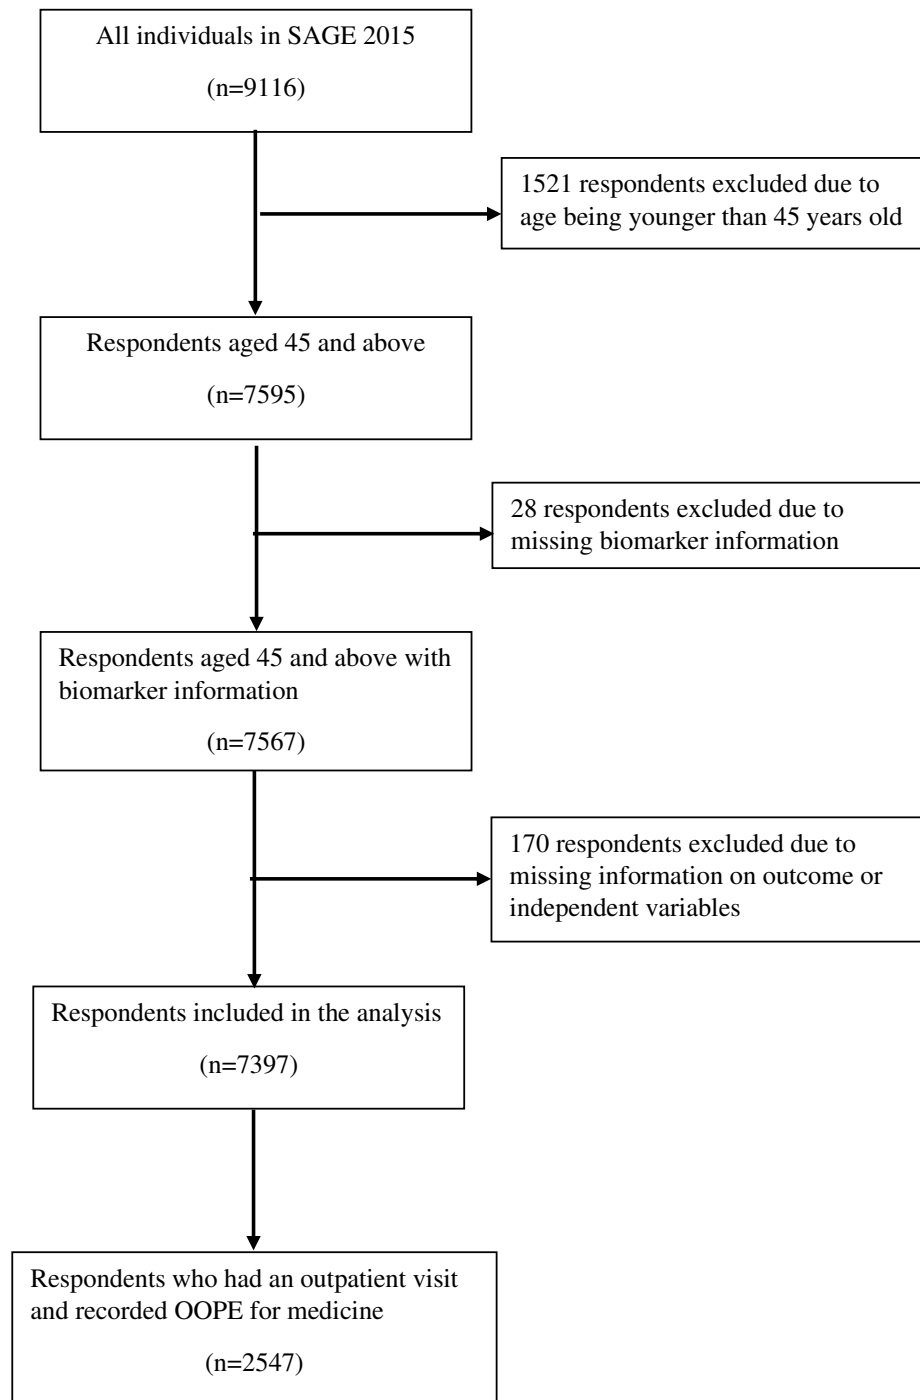 All individuals in SAGE 2015
(n=9116)
1521 respondents excluded due to
age being younger than 45 years old
Respondents aged 45 and above
(n=7595)
28 respondents excluded due to
missing biomarker information
Respondents aged 45 and above with
biomarker information
(n=7567)
170 respondents excluded due to
missing information on outcome or
independent variables
Respondents included in the analysis
(n=7397)
Respondents who had an outpatient visit
and recorded OOPE for medicine
(n=2547)